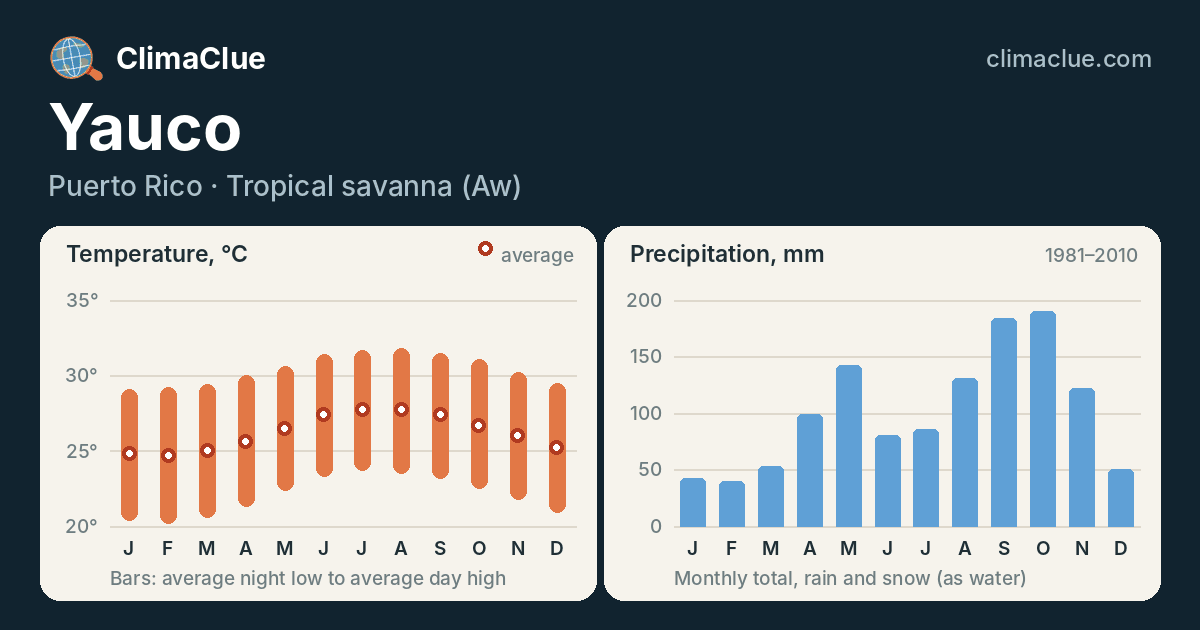 ClimaClue
climaclue.com
Yauco
Puerto Rico · Tropical savanna (Aw)
Temperature, °C
average
35°
30°
25°
20°
J F M A M J J A S O N D
Bars: average night low to average day high
Precipitation, mm
1981–2010
200
150
100
50
0
J F M A M J J A S O N D
Monthly total, rain and snow (as water)